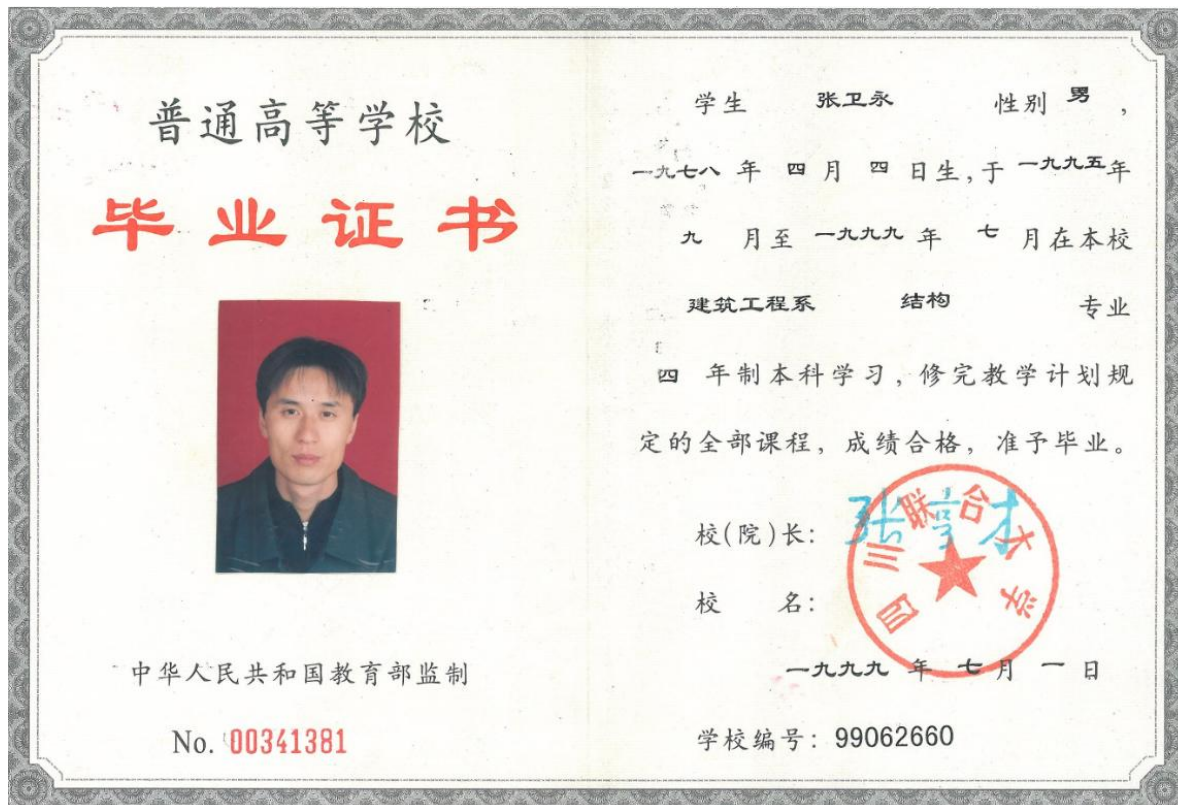 普通高等学校
毕业证书
中华人民共和国教育部监制
No. 00341381
学生 张卫永 性别 男，
一九七八 年 四 月 四 日生，于 一九九五 年
九 月至 一九九九 年 七 月在本校
建筑工程系 结构 专业
四 年制本科学习，修完教学计划规
定的全部课程，成绩合格，准予毕业。
校(院)长：
四川联合大学
校 名：
一九九九 年 七 月 一 日
学校编号：99062660